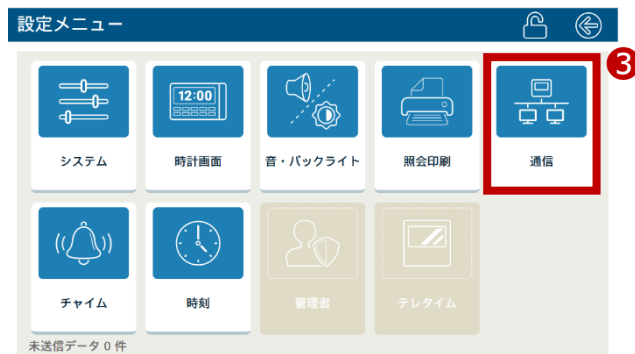 設定メニュー
3
12:00
システム
時計画面
音・バックライト
照会印刷
通信
チャイム
時刻
管理者
テレタイム
未送信データ 0 件